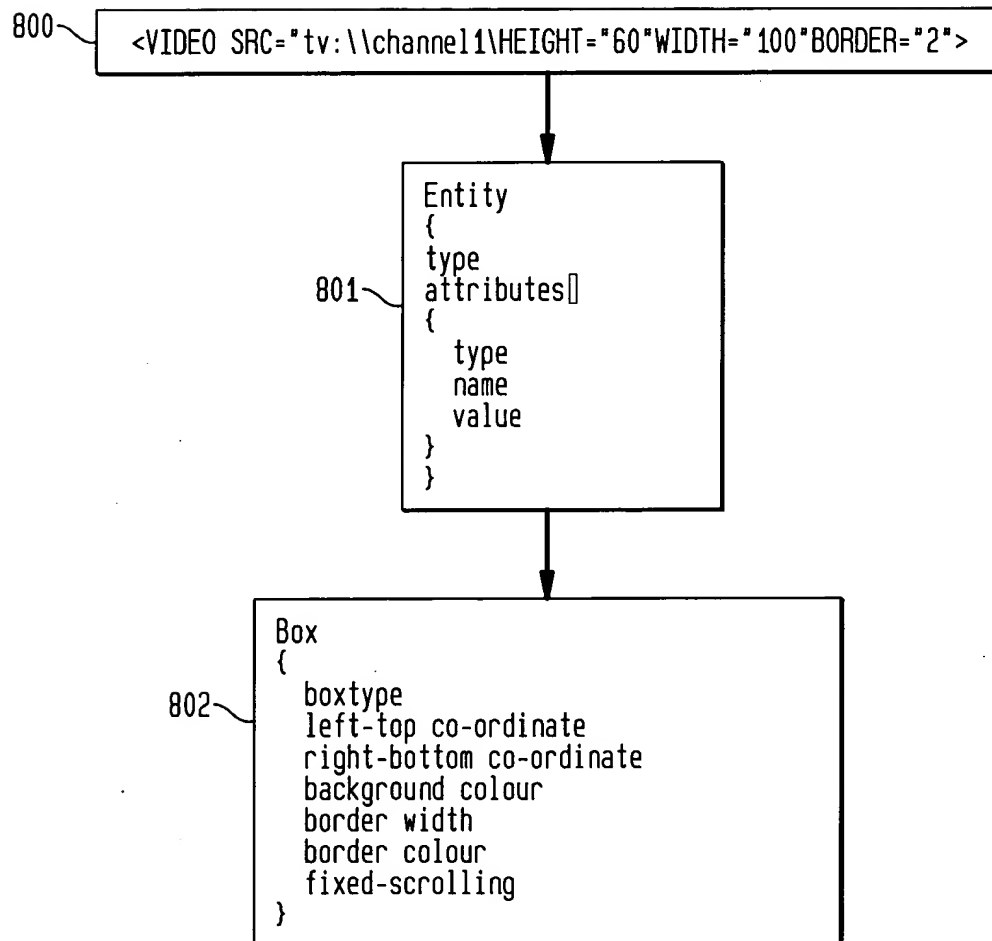 800
<VIDEO SRC="tv:\\channel1\HEIGHT="60"WIDTH="100"BORDER="2">
Entity
{
type
801
attributes[]
{
type
name
value
}
}
Box
{
boxtype
802
left-top co-ordinate
right-bottom co-ordinate
background colour
border width
border colour
fixed-scrolling
}